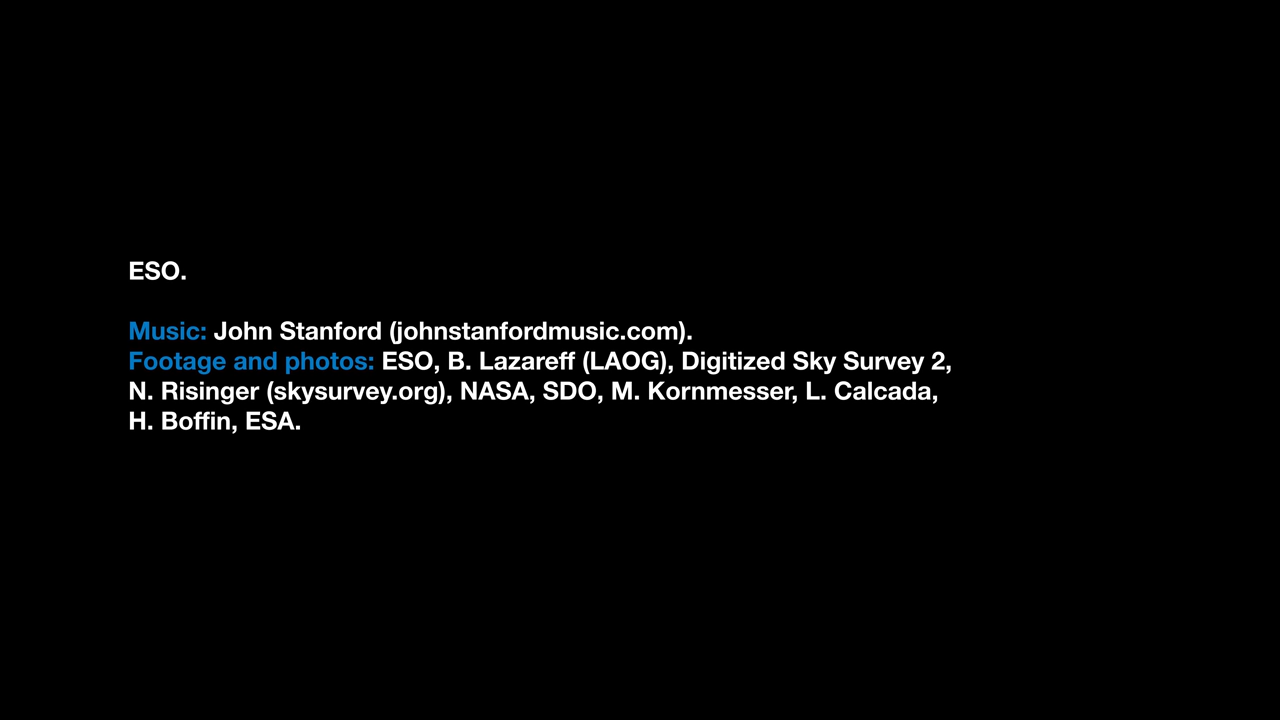 ESO.
Music: John Stanford (johnstanfordmusic.com).
Footage and photos: ESO, B. Lazareff (LAOG), Digitized Sky Survey 2,
N. Risinger (skysurvey.org), NASA, SDO, M. Kornmesser, L. Calcada,
H. Boffin, ESA.